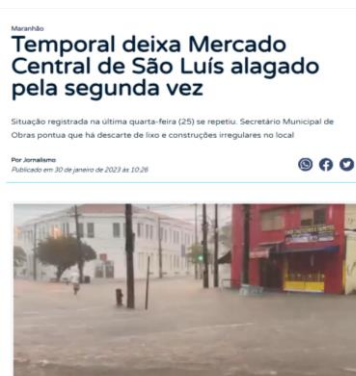 Maranhão
Temporal deixa Mercado
Central de São Luís alagado
pela segunda vez
Situação registrada na última quarta-feira (25) se repetiu. Secretário Municipal de
Obras pontua que há descarte de lixo e construções irregulares no local
Por Jornalismo
Publicado em 30 de janeiro de 2023 às 10:26